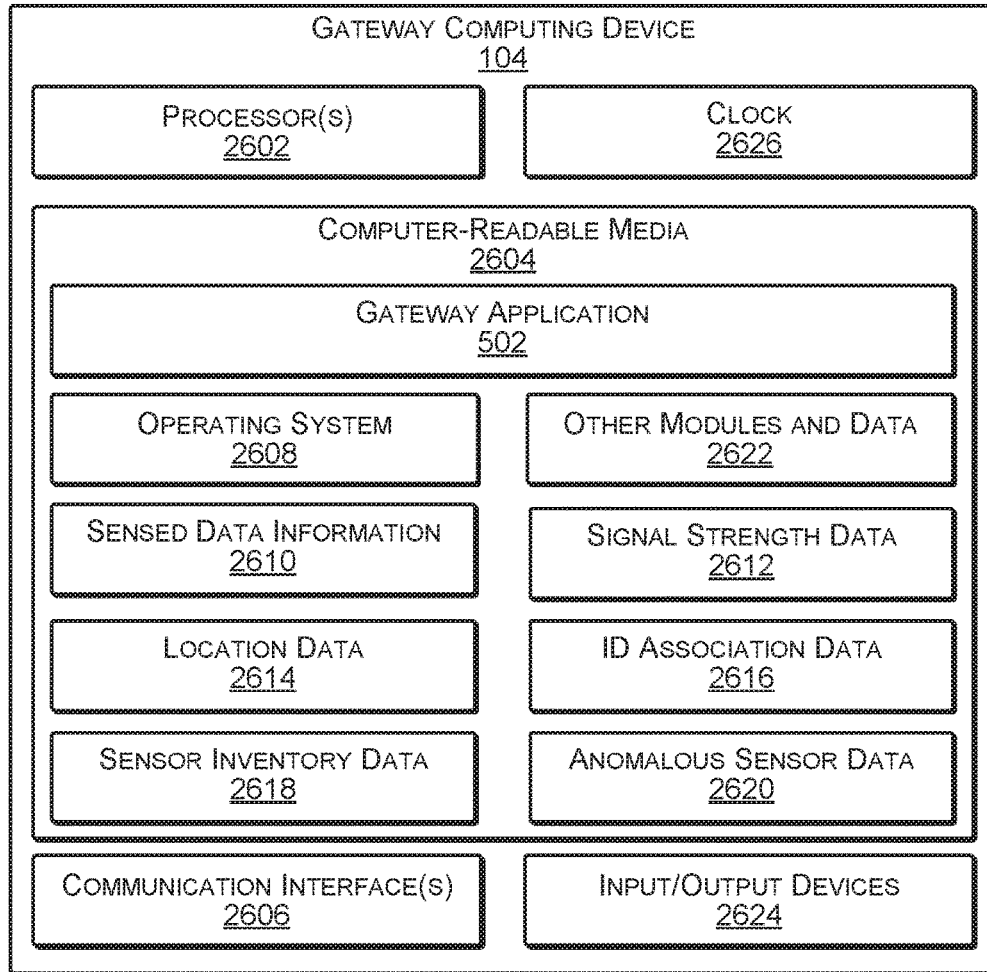 GATEWAY COMPUTING DEVICE
104
PROCESSOR(S)
2602
CLOCK
2626
COMPUTER-READABLE MEDIA
2604
GATEWAY APPLICATION
502
OPERATING SYSTEM
2608
OTHER MODULES AND DATA
2622
SENSED DATA INFORMATION
2610
SIGNAL STRENGTH DATA
2612
LOCATION DATA
2614
ID ASSOCIATION DATA
2616
SENSOR INVENTORY DATA
2618
ANOMALOUS SENSOR DATA
2620
COMMUNICATION INTERFACE(S)
2606
INPUT/OUTPUT DEVICES
2624